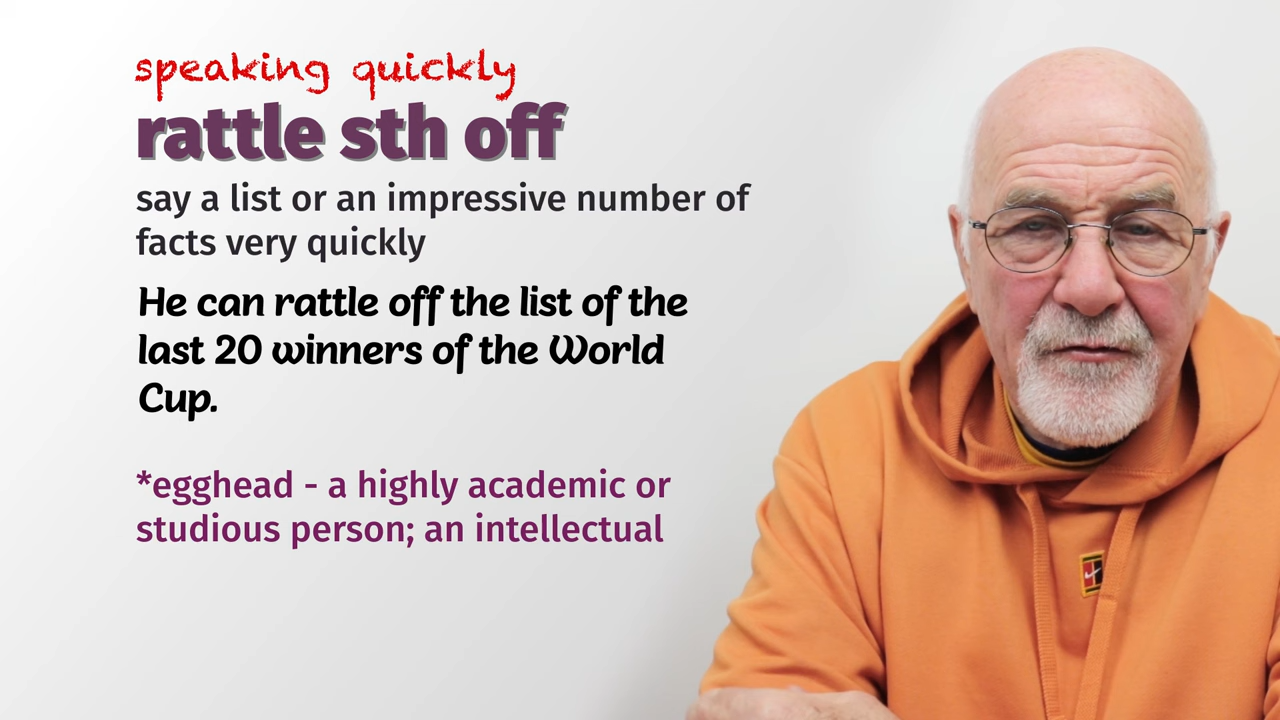 speaking quickly
rattle sth off
say a list or an impressive number of
facts very quickly
He can rattle off the list of the
last 20 winners of the World
Cup.
*egghead - a highly academic or
studious person; an intellectual